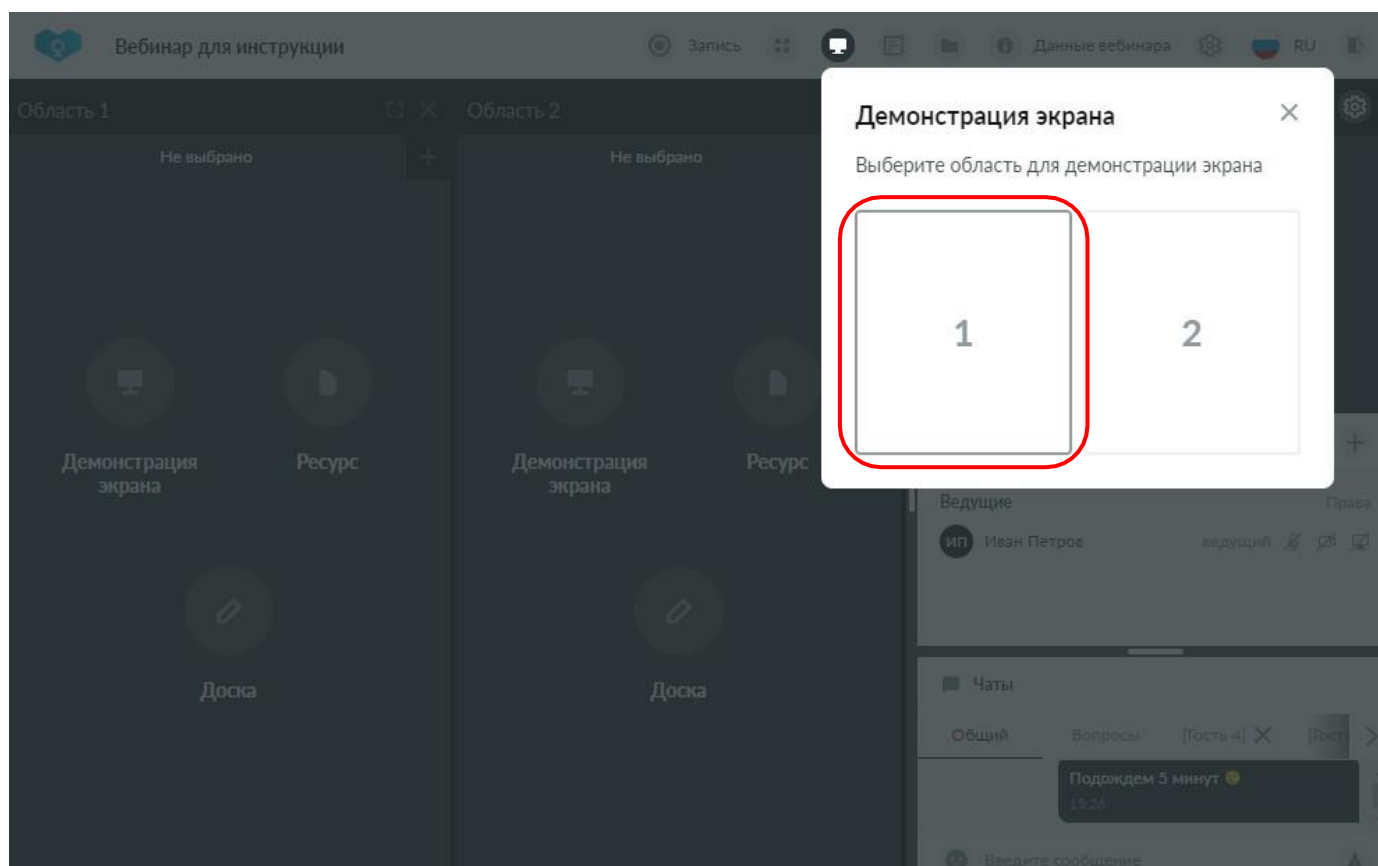 Вебинар для инструкции
Запись
Данные вебинара
RU
Область 1
Область 2
Не выбрано
Не выбрано
Демонстрация экрана
Выберите область для демонстрации экрана
1
2
Демонстрация
экрана
Ресурс
Демонстрация
экрана
Ресурс
Доска
Доска
Ведущие
Права
ИП
Иван Петров
ведущий
Чаты
Общий
Вопросы
[Гость 4]
Подождем 5 минут
15:26
Введите сообщение